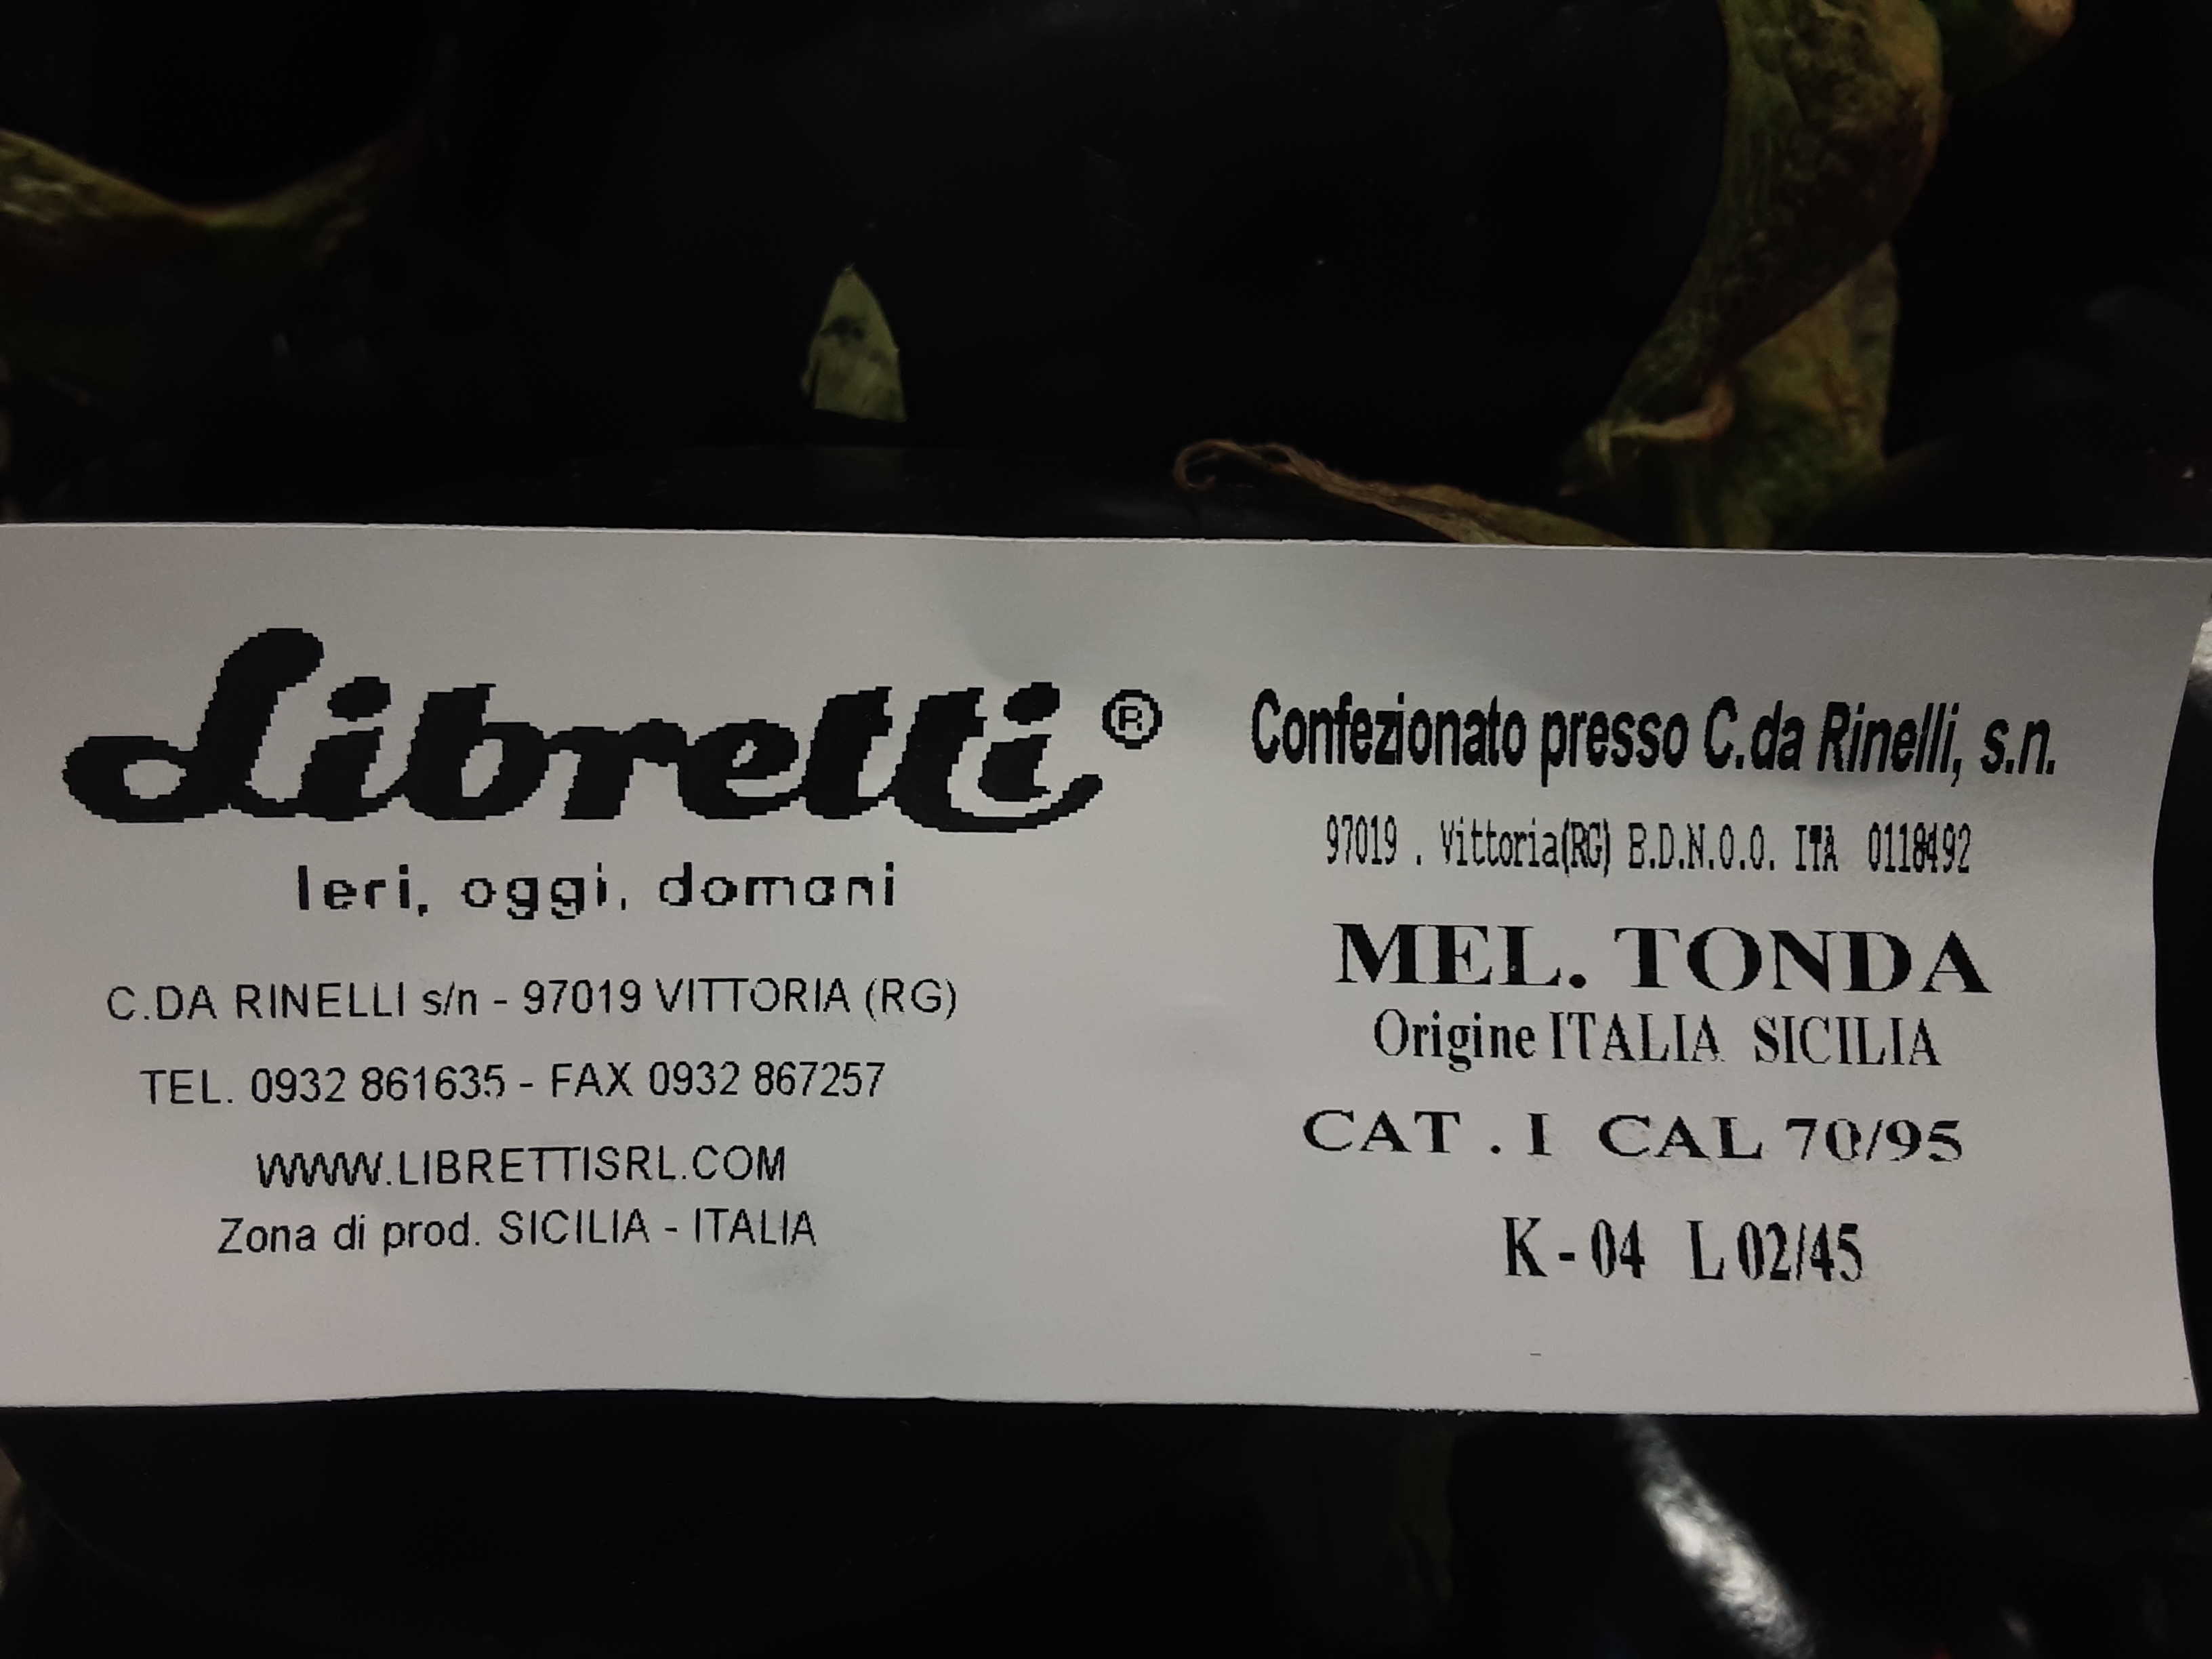 Libretti®
Ieri, oggi, domani
C.DA RINELLI s/n - 97019 VITTORIA (RG)
TEL. 0932 861635 - FAX 0932 867257
WWW.LIBRETTISRL.COM
Zona di prod. SICILIA - ITALIA
Confezionato presso C.da Rinelli, s.n.
97019 . Vittoria(RG) B.D.N.O.O. ITA 0118492
MEL. TONDA
Origine ITALIA SICILIA
CAT . I CAL 70/95
K - 04 L 02/45